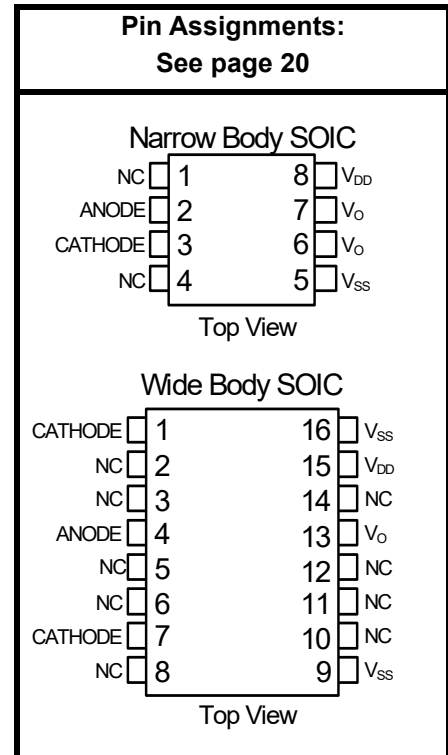 Pin Assignments:
See page 20
Narrow Body SOIC
NC 1 8 VDD
ANODE 2 7 VO
CATHODE 3 6 VO
NC 4 5 VSS
Top View
Wide Body SOIC
CATHODE 1 16 VSS
NC 2 15 VDD
NC 3 14 NC
ANODE 4 13 VO
NC 5 12 NC
NC 6 11 NC
CATHODE 7 10 NC
NC 8 9 VSS
Top View